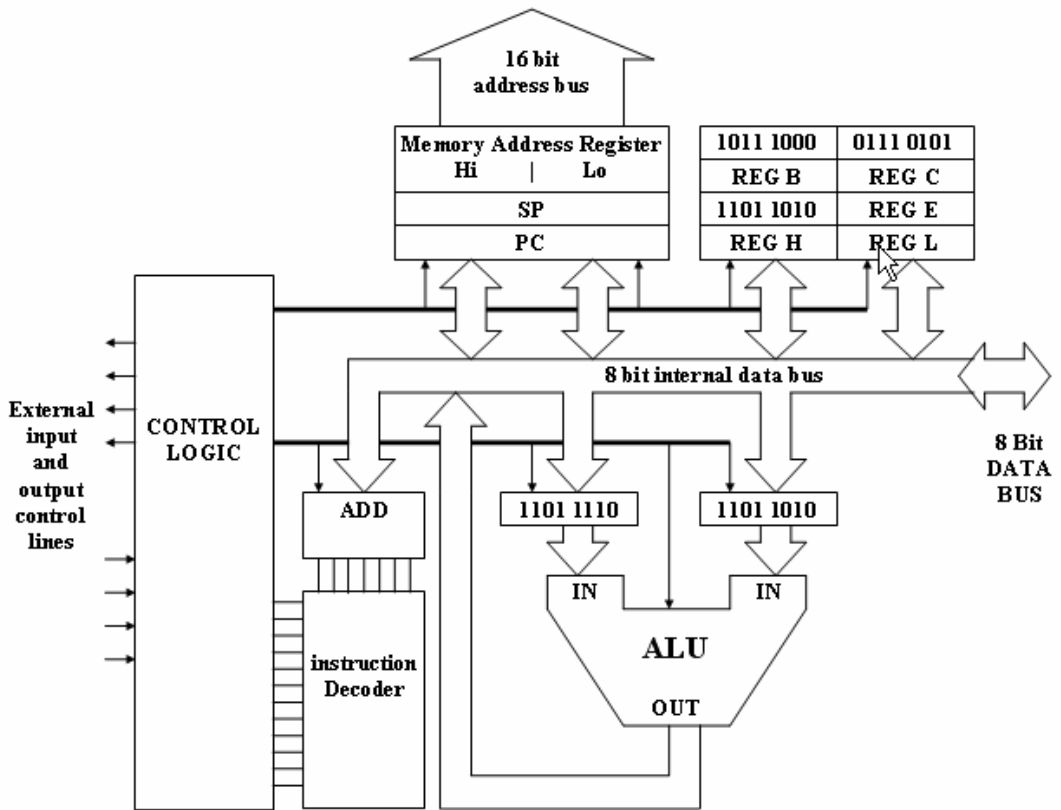 16 bit
address bus
Memory Address Register
Hi | Lo
SP
PC
1011 1000
0111 0101
REG B
REG C
1101 1010
REG E
REG H
REG L
8 bit internal data bus
8 Bit
DATA
BUS
External
input
and
output
control
lines
CONTROL
LOGIC
ADD
1101 1110
1101 1010
instruction
Decoder
IN
IN
ALU
OUT